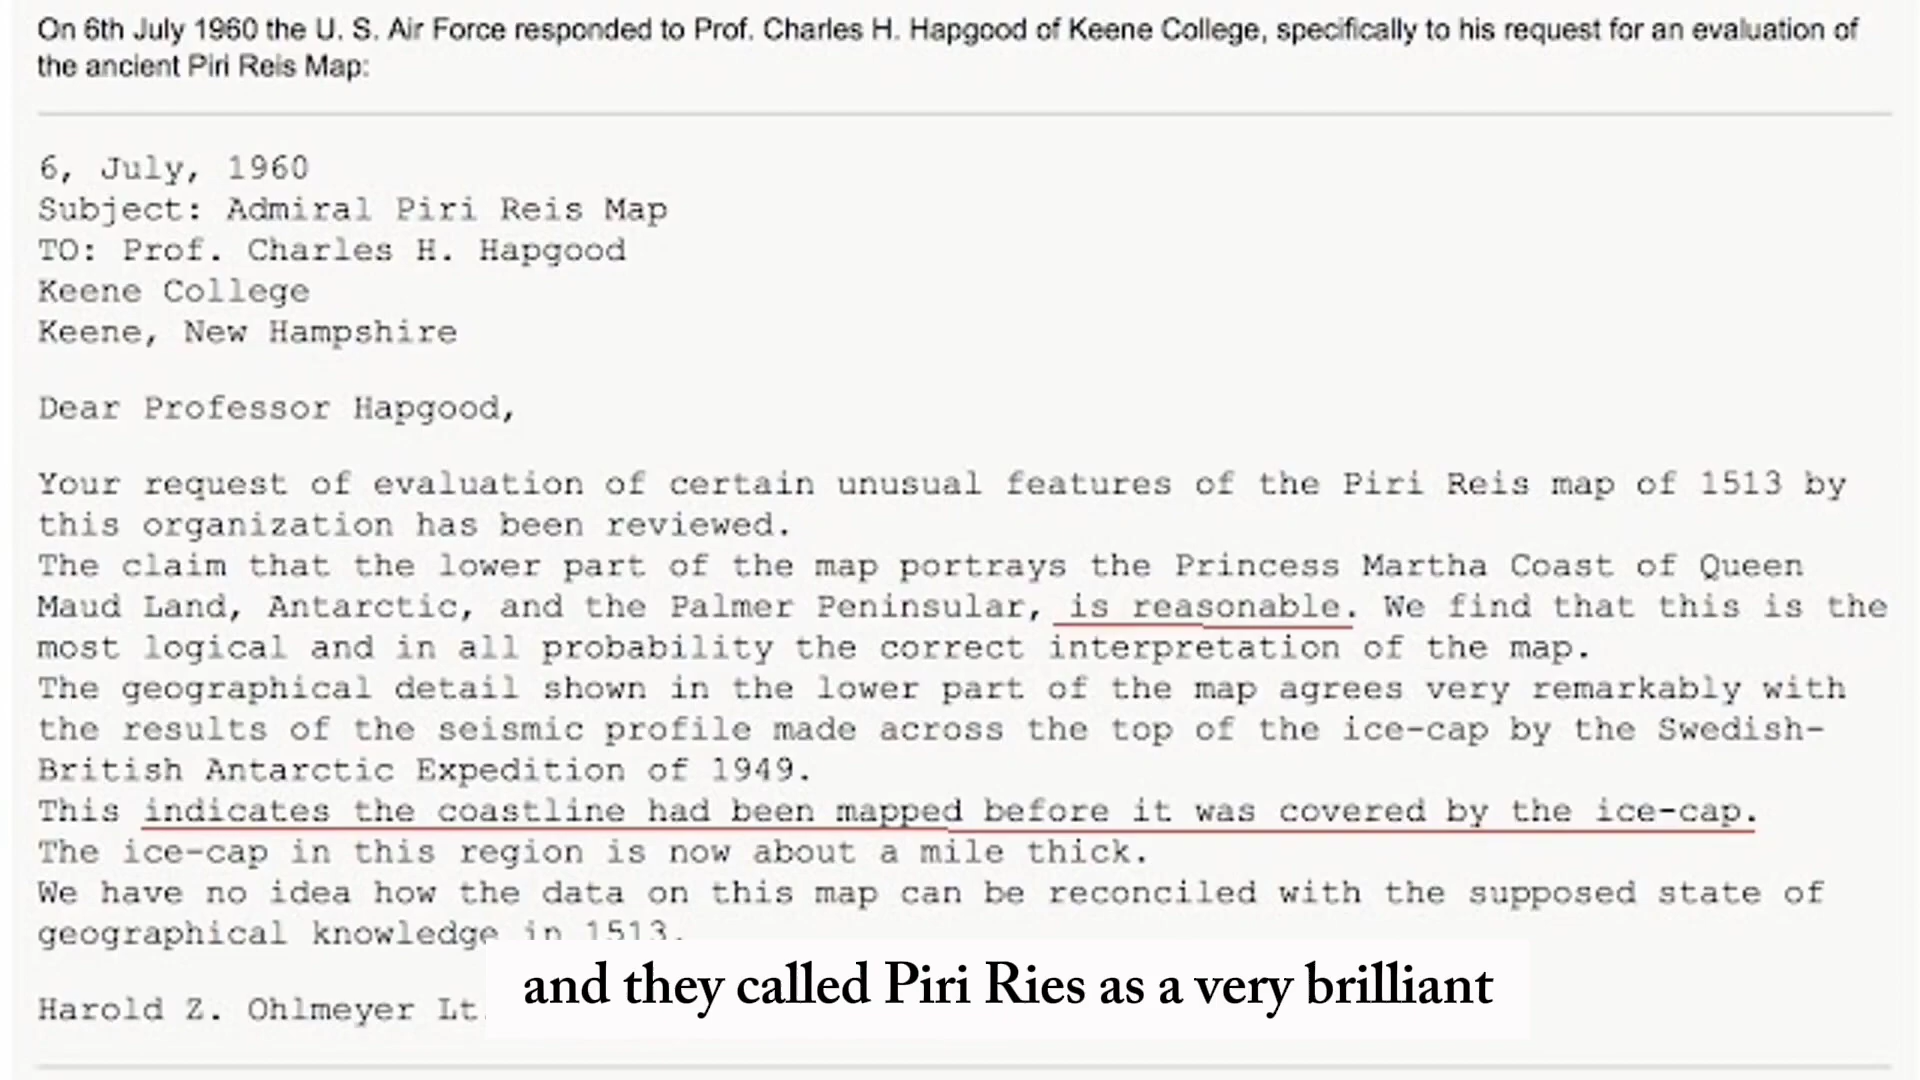 On 6th July 1960 the U. S. Air Force responded to Prof. Charles H. Hapgood of Keene College, specifically to his request for an evaluation of
the ancient Piri Reis Map:
6, July, 1960
Subject: Admiral Piri Reis Map
TO: Prof. Charles H. Hapgood
Keene College
Keene, New Hampshire
Dear Professor Hapgood,
Your request of evaluation of certain unusual features of the Piri Reis map of 1513 by
this organization has been reviewed.
The claim that the lower part of the map portrays the Princess Martha Coast of Queen
Maud Land, Antarctic, and the Palmer Peninsular, is reasonable. We find that this is the
most logical and in all probability the correct interpretation of the map.
The geographical detail shown in the lower part of the map agrees very remarkably with
the results of the seismic profile made across the top of the ice-cap by the Swedish-
British Antarctic Expedition of 1949.
This indicates the coastline had been mapped before it was covered by the ice-cap.
The ice-cap in this region is now about a mile thick.
We have no idea how the data on this map can be reconciled with the supposed state of
geographical knowledge in 1513.
Harold Z. Ohlmeyer Lt.
and they called Piri Ries as a very brilliant